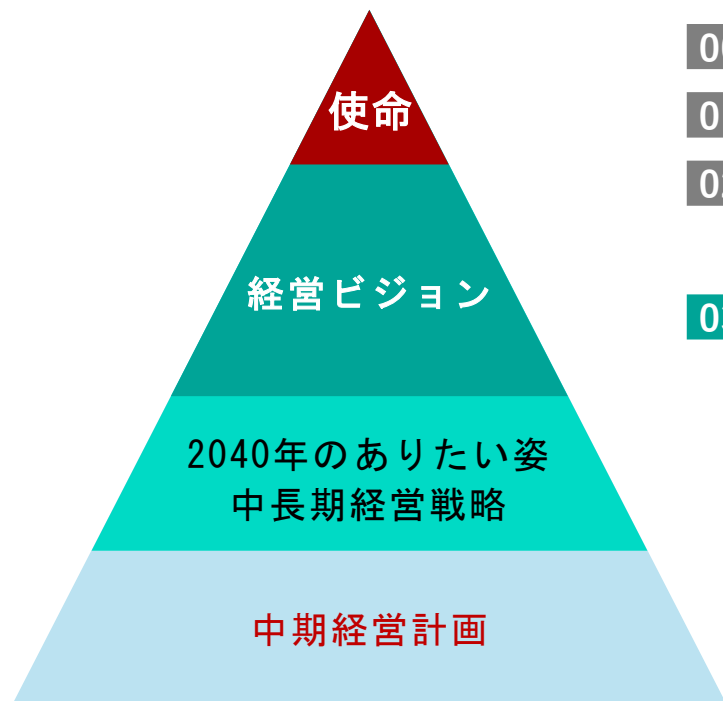 使命
経営ビジョン
2040年のありたい姿
中長期経営戦略
中期経営計画